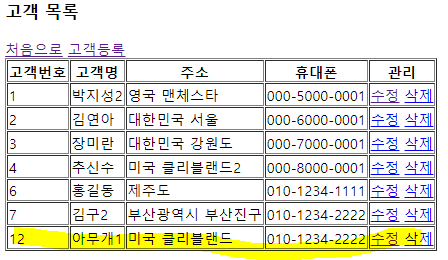 고객 목록
처음으로 고객등록
고객번호 고객명 주소 휴대폰 관리
1 박지성2 영국 맨체스타 000-5000-0001 수정 삭제
2 김연아 대한민국 서울 000-6000-0001 수정 삭제
3 장미란 대한민국 강원도 000-7000-0001 수정 삭제
4 추신수 미국 클리블랜드2 000-8000-0001 수정 삭제
6 홍길동 제주도 010-1234-1111 수정 삭제
7 김구2 부산광역시 부산진구 010-1234-2222 수정 삭제
12 아무개1 미국 클리블랜드 010-1234-2222 수정 삭제